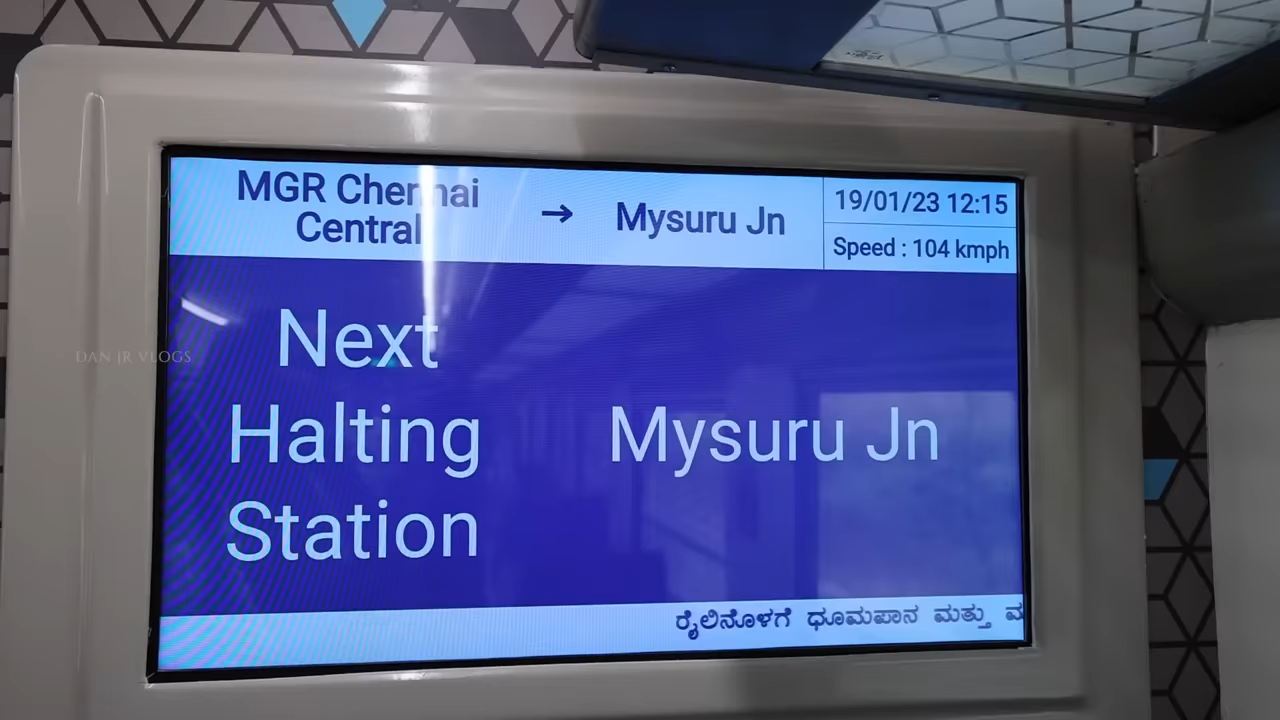 MGR Chennai
Central
→ Mysuru Jn
19/01/23 12:15
Speed : 104 kmph
Next
Halting
Station
Mysuru Jn
DAN JR VLOGS
ರೈಲಿನೊಳಗೆ ಧೂಮಪಾನ ಮತ್ತು